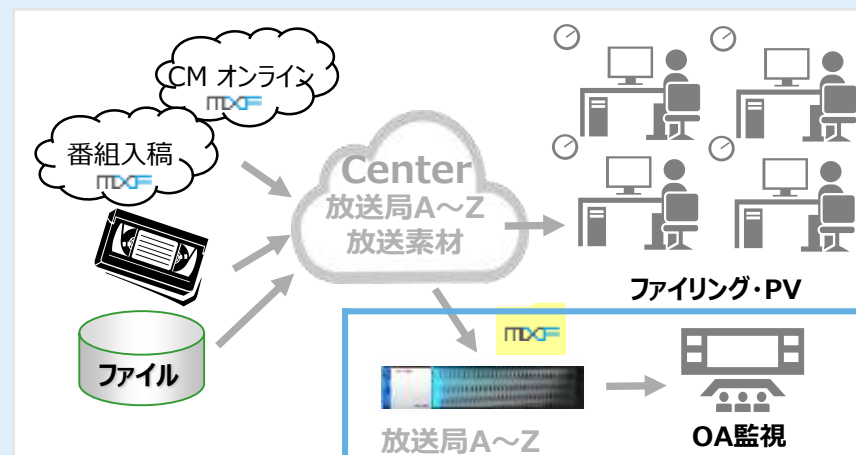 CM オンライン
MXF
番組入稿
MXF
Center
放送局A～Z
放送素材
ファイリング・PV
MXF
ファイル
放送局A～Z
OA監視